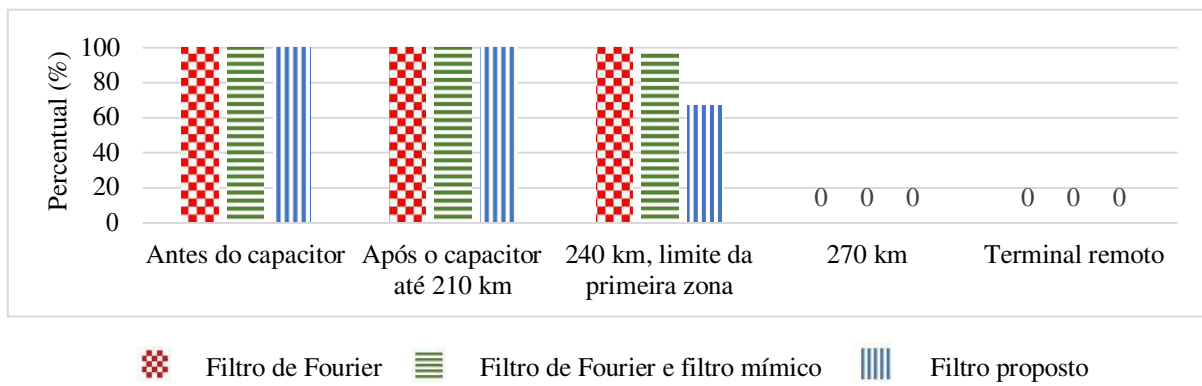 Percentual (%)
100
80
60
40
20
0
0 0 0 0 0 0
Antes do capacitor
Após o capacitor
até 210 km
240 km, limite da
primeira zona
270 km
Terminal remoto
Filtro de Fourier
Filtro de Fourier e filtro mímico
Filtro proposto